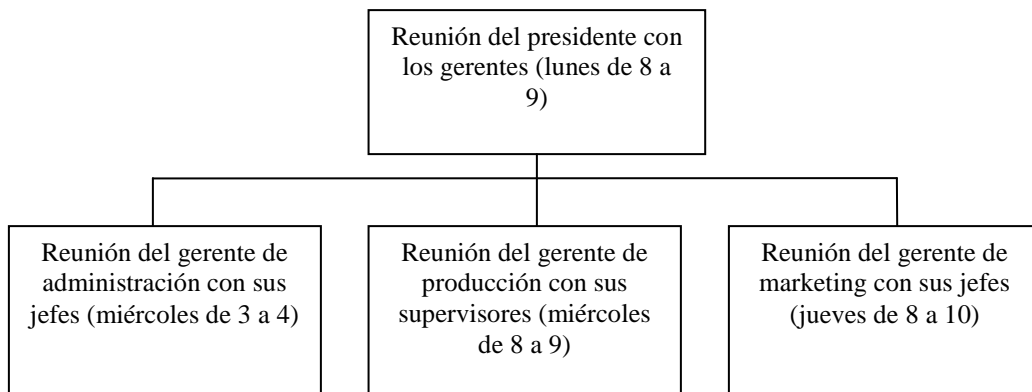 Reunión del presidente con
los gerentes (lunes de 8 a
9)
Reunión del gerente de
administración con sus
jefes (miércoles de 3 a 4)
Reunión del gerente de
producción con sus
supervisores (miércoles
de 8 a 9)
Reunión del gerente de
marketing con sus jefes
(jueves de 8 a 10)